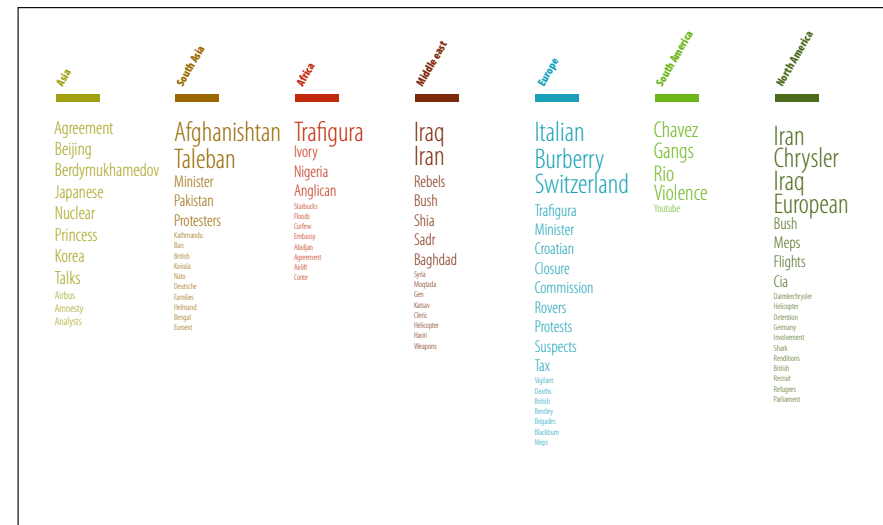 Asia
Agreement
Beijing
Berdymukhamedov
Japanese
Nuclear
Princess
Korea
Talks
Airbus
Amnesty
Analysts
South Asia
Afghanishtan
Taleban
Minister
Pakistan
Protesters
Kathmandu
Ban
British
Koirala
Nato
Deutsche
Families
Helmand
Bengal
Euroext
Africa
Trafigura
Ivory
Nigeria
Anglican
Starbucks
Floods
Curfew
Embassy
Abidjan
Agreement
Airlift
Conte
Middle east
Iraq
Iran
Rebels
Bush
Shia
Sadr
Baghdad
Syria
Moqtada
Gen
Katsav
Cleric
Helicopter
Hariri
Weapons
Europe
Italian
Burberry
Switzerland
Trafigura
Minister
Croatian
Closure
Commission
Rovers
Protests
Suspects
Tax
Vigilant
Deaths
British
Bentley
Brigades
Blackburn
Meps
South America
Chavez
Gangs
Rio
Violence
Youtube
North America
Iran
Chrysler
Iraq
European
Bush
Meps
Flights
Cia
Daimlerchrysler
Helicopter
Detention
Germany
Involvement
Shark
Renditions
British
Recruit
Refugees
Parliament